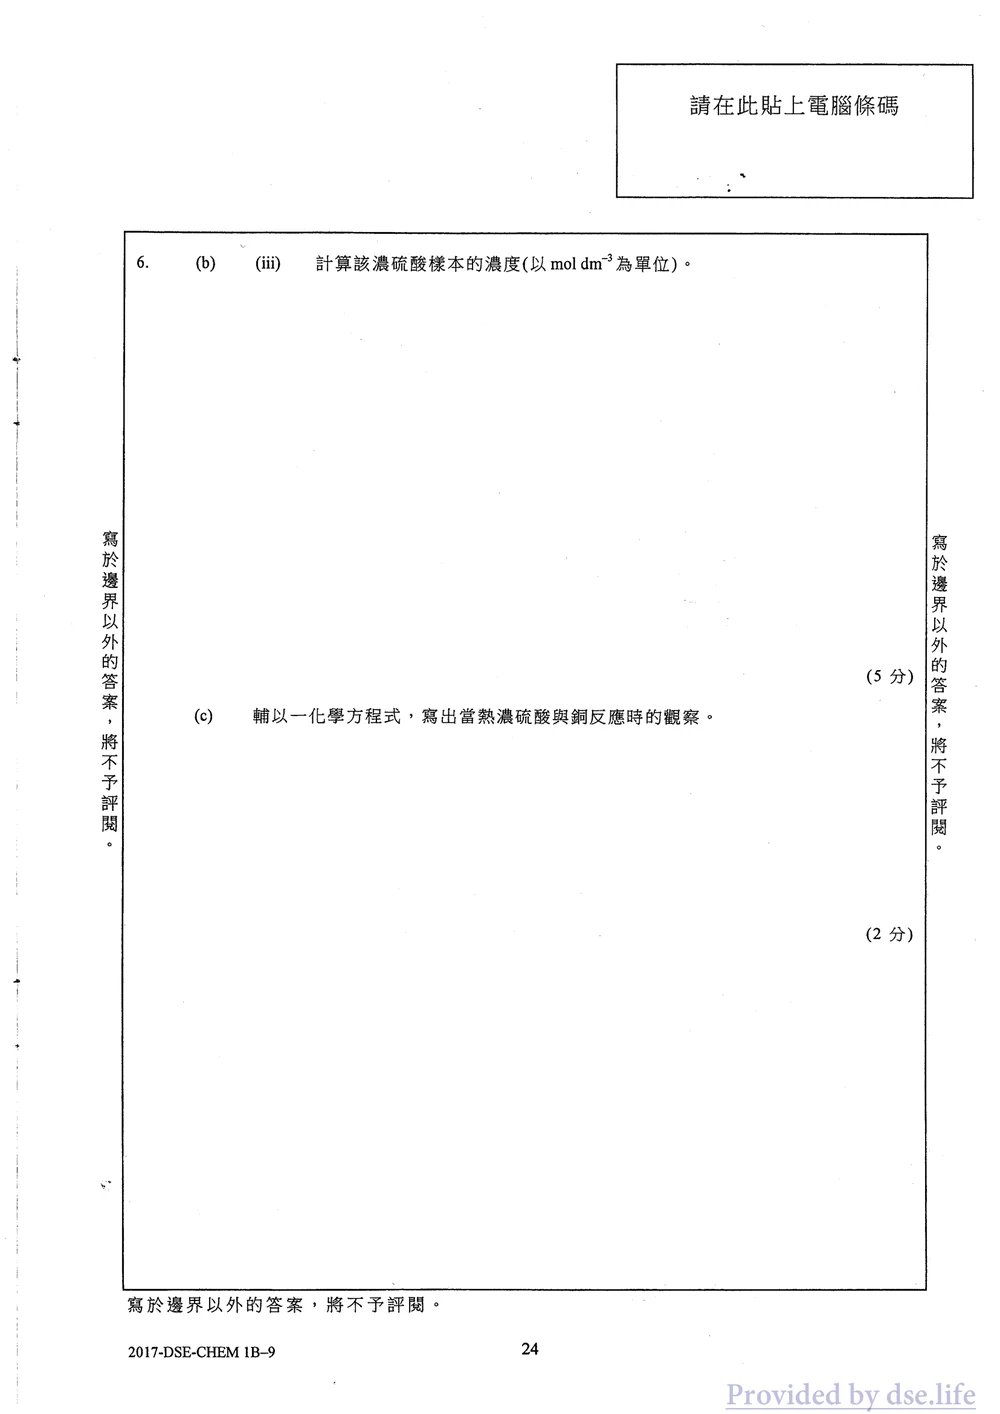 請在此貼上電腦條碼
6. (b) (iii) 計算該濃硫酸樣本的濃度(以 mol dm⁻³ 為單位)。
(5 分)
(c) 輔以一化學方程式，寫出當熱濃硫酸與銅反應時的觀察。
(2 分)
寫於邊界以外的答案，將不予評閱。
寫於邊界以外的答案，將不予評閱。
寫於邊界以外的答案，將不予評閱。
2017-DSE-CHEM 1B–9
24
Provided by dse.life